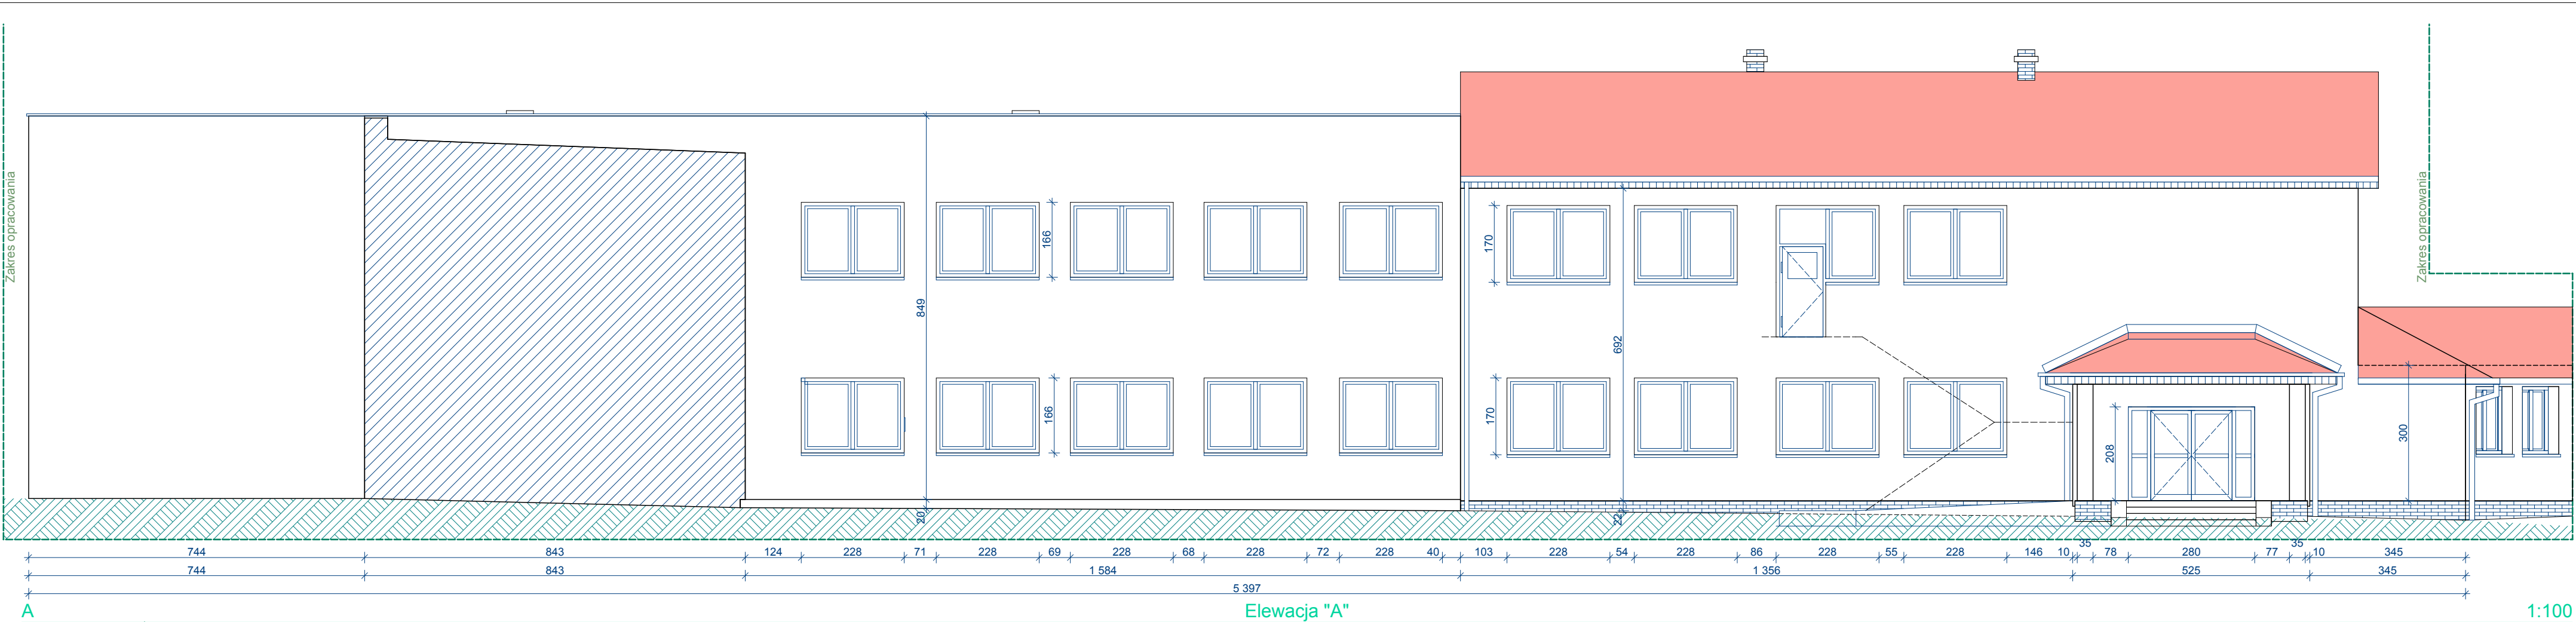 Zakres opracowania
Zakres opracowania
166
849
170
692
166
170
208
300
20
22
744 843 124 228 71 228 69 228 68 228 72 228 40 103 228 54 228 86 228 55 228 146 10 35 78 280 77 35 10 345
744 843 1 584 1 356 525 345
5 397
A Elewacja "A" 1:100